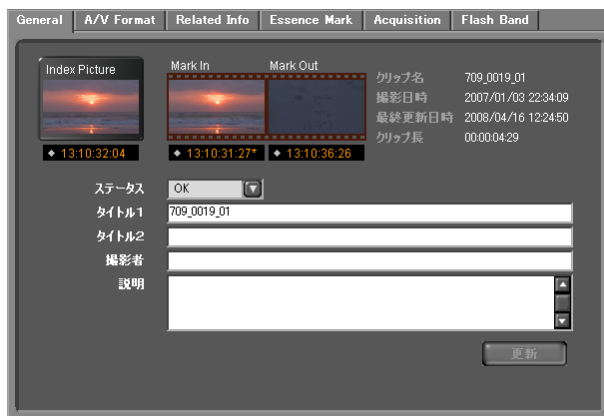 General A/V Format Related Info Essence Mark Acquisition Flash Band
Index Picture
13:10:32:04
Mark In Mark Out
13:10:31:27* 13:10:36:26
クリップ名 709_0019_01
撮影日時 2007/01/03 22:34:09
最終更新日時 2008/04/16 12:24:50
クリップ長 00:00:04:29
ステータス OK
タイトル1 709_0019_01
タイトル2
撮影者
説明
更新